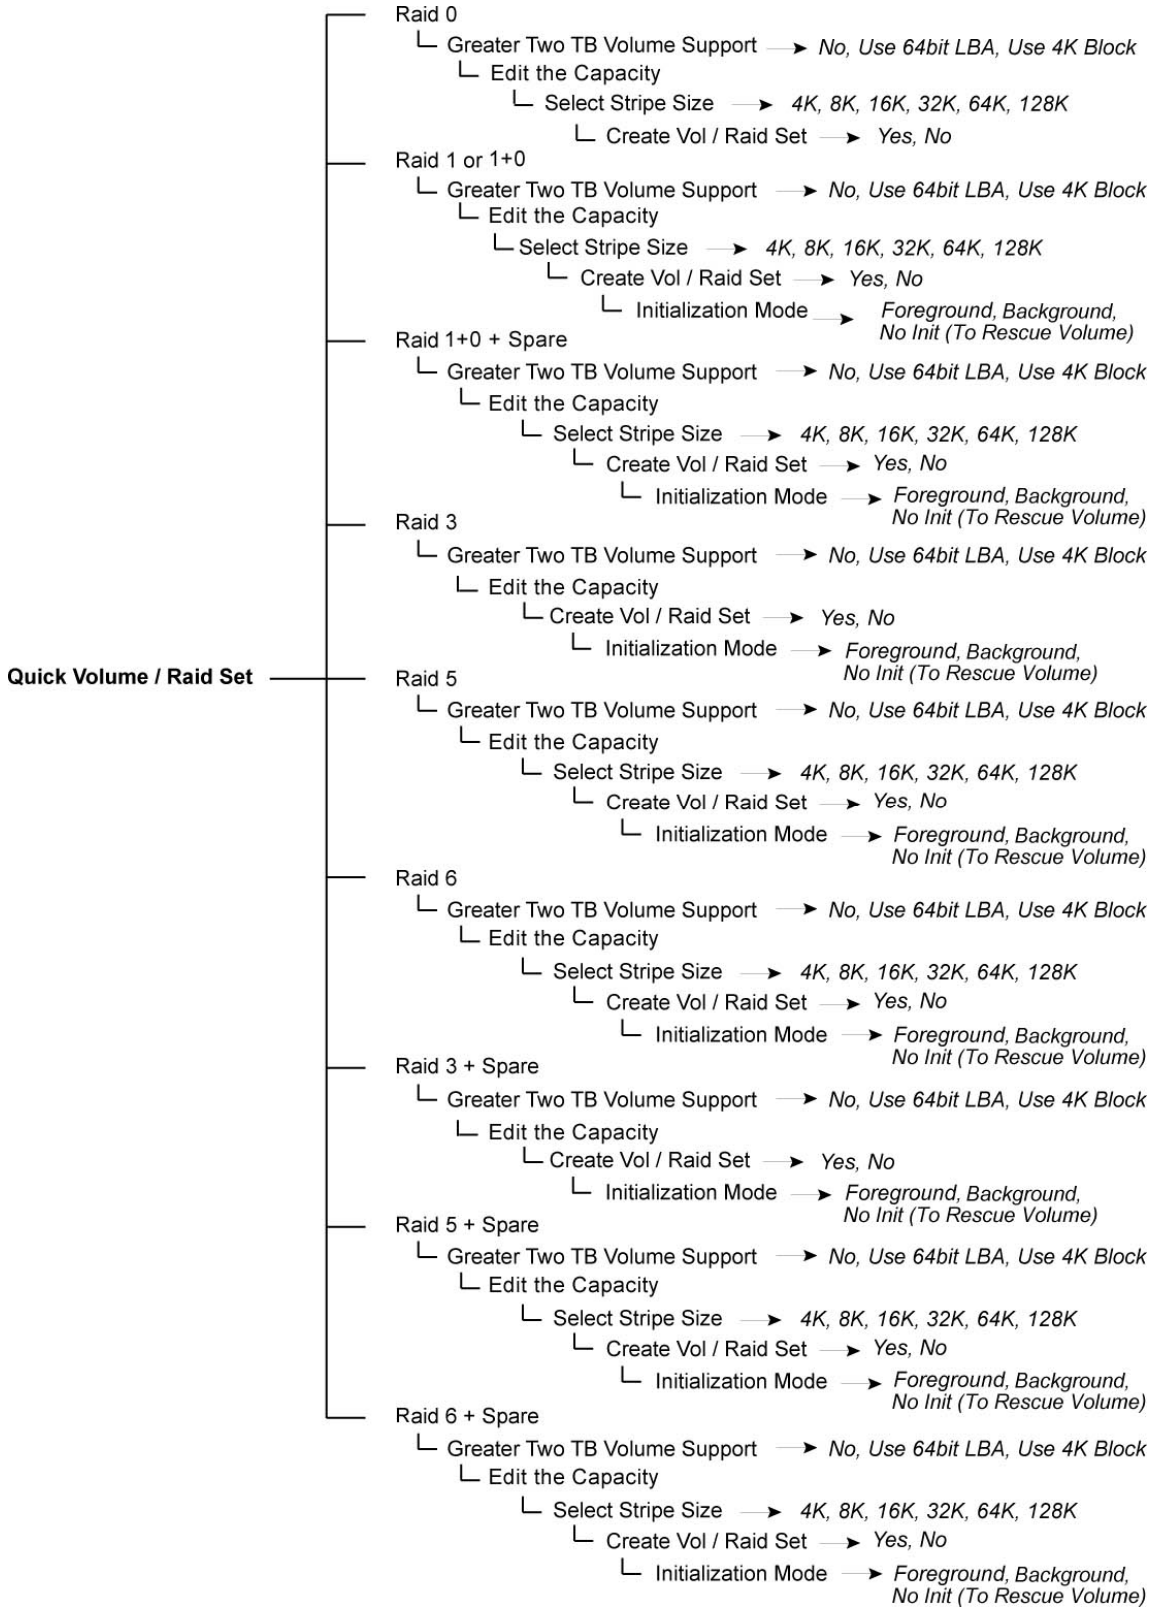 Raid 0
Greater Two TB Volume Support No, Use 64bit LBA, Use 4K Block
Edit the Capacity
Select Stripe Size 4K, 8K, 16K, 32K, 64K, 128K
Create Vol / Raid Set Yes, No
Raid 1 or 1+0
Greater Two TB Volume Support No, Use 64bit LBA, Use 4K Block
Edit the Capacity
Select Stripe Size 4K, 8K, 16K, 32K, 64K, 128K
Create Vol / Raid Set Yes, No
Initialization Mode Foreground, Background,
No Init (To Rescue Volume)
Raid 1+0 + Spare
Greater Two TB Volume Support No, Use 64bit LBA, Use 4K Block
Edit the Capacity
Select Stripe Size 4K, 8K, 16K, 32K, 64K, 128K
Create Vol / Raid Set Yes, No
Initialization Mode Foreground, Background,
No Init (To Rescue Volume)
Raid 3
Greater Two TB Volume Support No, Use 64bit LBA, Use 4K Block
Edit the Capacity
Create Vol / Raid Set Yes, No
Initialization Mode Foreground, Background,
No Init (To Rescue Volume)
Quick Volume / Raid Set Raid 5
Greater Two TB Volume Support No, Use 64bit LBA, Use 4K Block
Edit the Capacity
Select Stripe Size 4K, 8K, 16K, 32K, 64K, 128K
Create Vol / Raid Set Yes, No
Initialization Mode Foreground, Background,
No Init (To Rescue Volume)
Raid 6
Greater Two TB Volume Support No, Use 64bit LBA, Use 4K Block
Edit the Capacity
Select Stripe Size 4K, 8K, 16K, 32K, 64K, 128K
Create Vol / Raid Set Yes, No
Initialization Mode Foreground, Background,
No Init (To Rescue Volume)
Raid 3 + Spare
Greater Two TB Volume Support No, Use 64bit LBA, Use 4K Block
Edit the Capacity
Create Vol / Raid Set Yes, No
Initialization Mode Foreground, Background,
No Init (To Rescue Volume)
Raid 5 + Spare
Greater Two TB Volume Support No, Use 64bit LBA, Use 4K Block
Edit the Capacity
Select Stripe Size 4K, 8K, 16K, 32K, 64K, 128K
Create Vol / Raid Set Yes, No
Initialization Mode Foreground, Background,
No Init (To Rescue Volume)
Raid 6 + Spare
Greater Two TB Volume Support No, Use 64bit LBA, Use 4K Block
Edit the Capacity
Select Stripe Size 4K, 8K, 16K, 32K, 64K, 128K
Create Vol / Raid Set Yes, No
Initialization Mode Foreground, Background,
No Init (To Rescue Volume)